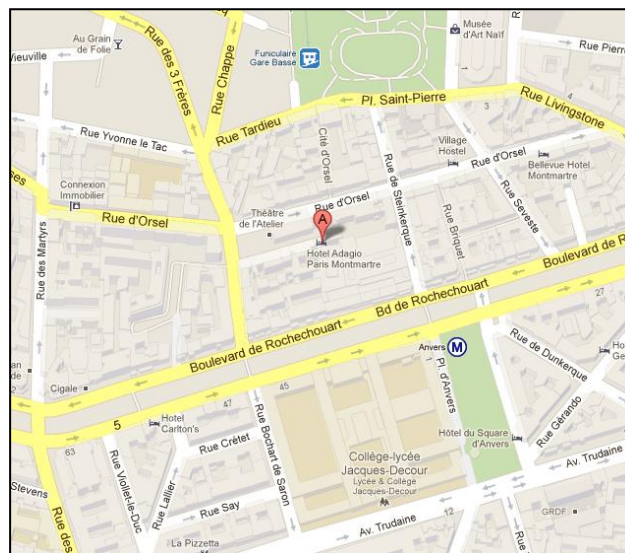 Au Grain
de Folie
Vieuville
Rue des 3 Frères
Rue Chappe
Funiculaire
Gare Basse
Musée
d'Art Naïf
Rue Pierr
Pl. Saint-Pierre
Rue Livingstone
Rue Tardieu
Rue Yvonne le Tac
Cité d'Orsel
Village
Hostel
Rue d'Orsel
Bellevue Hotel
Montmartre
Connexion
Immobilier
Rue d'Orsel
Rue d'Orsel
Théâtre
de l'Atelier
A
Hotel Adagio
Paris Montmartre
Rue de Steinkerque
Rue Briquet
Rue Seveste
Rue des Martyrs
Boulevard de Ro
Bd de Rochechouart
Boulevard de Rochechouart
27
Anvers
M
Pl. d'Anvers
Rue de Dunkerque
Ho
Ge
Cigale
45
47
5
Hotel
Carlton's
63
Rue Crétet
Rue Bochart de Saron
Collège-lycée
Jacques-Decour
Lycée & Collège
Jacques-Decour
Hôtel du Square
d'Anvers
Rue Gérando
Av. Trudaine
Rue Viollet-le-Duc
Rue Lallier
Rue Say
Stevens
Rue des
La Pizzetta
Av. Trudaine
12
GRDF